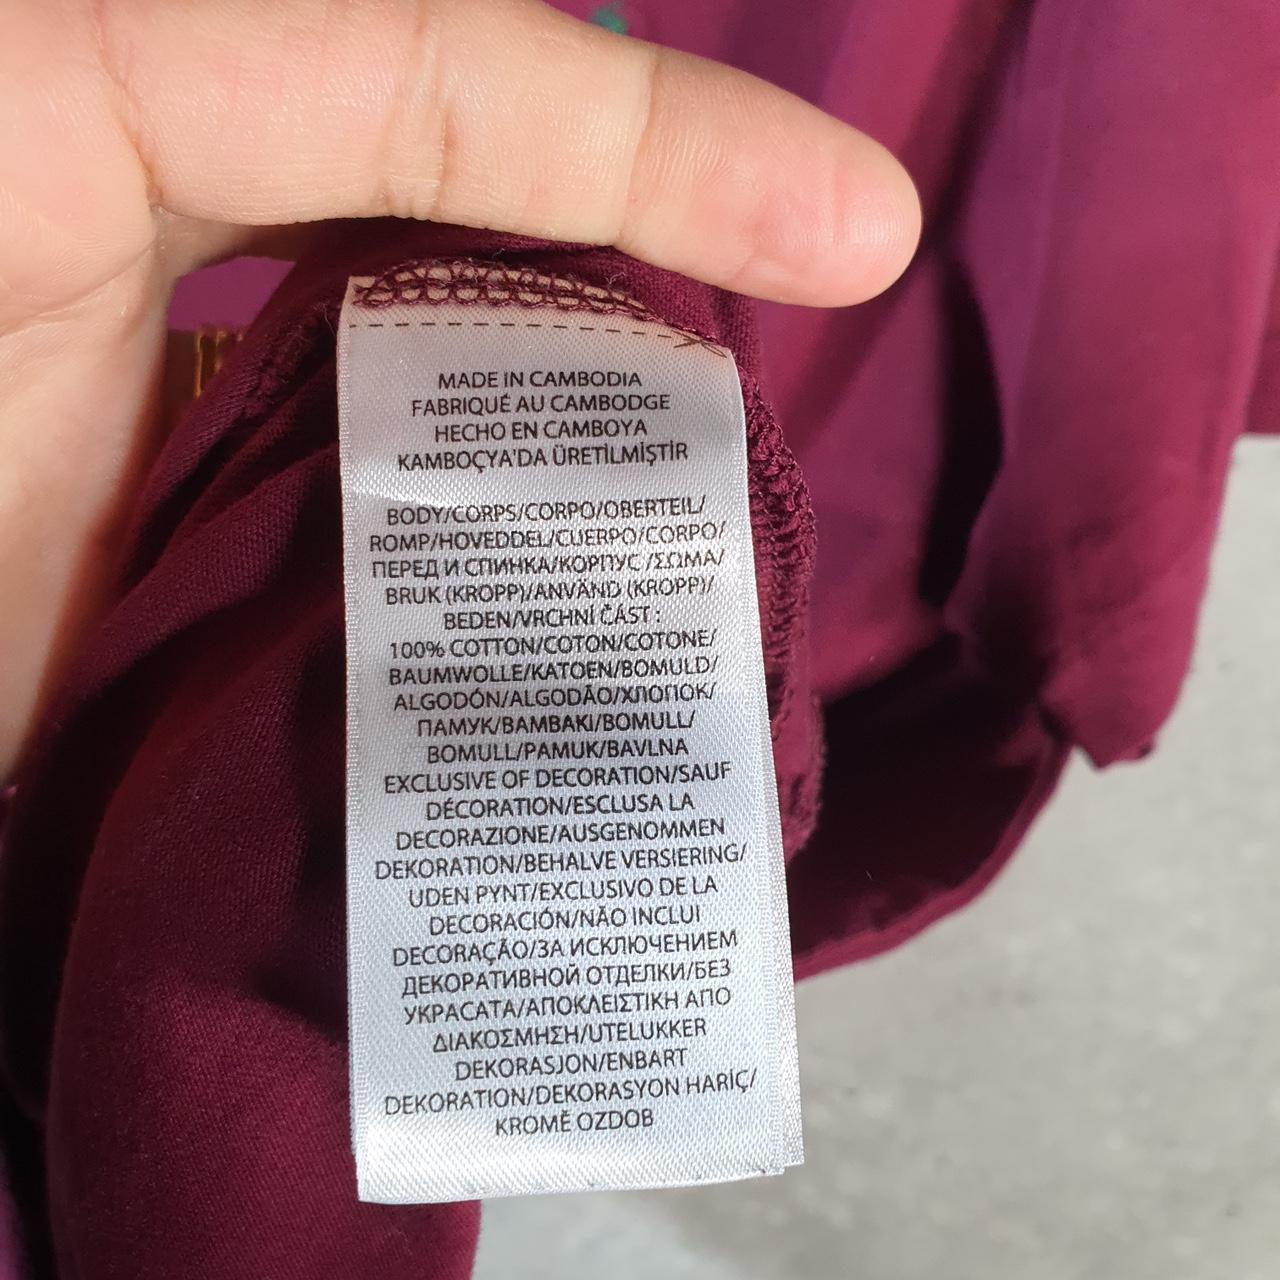 MADE IN CAMBODIA
FABRIQUÉ AU CAMBODGE
HECHO EN CAMBOYA
KAMBOÇYA'DA ÜRETİLMİŞTİR
BODY/CORPS/CORPO/OBERTEIL/
ROMP/HOVEDDEL/CUERPO/CORPO/
ПЕРЕД И СПИНКА/КОРПУС /ΣΩΜΑ/
BRUK (KROPP)/ANVÄND (KROPP)/
BEDEN/VRCHNÍ ČÁST :
100% COTTON/COTON/COTONE/
BAUMWOLLE/KATOEN/BOMULD/
ALGODÓN/ALGODÃO/ХЛОПОК/
ПАМУК/ΒΑΜΒΑΚΙ/BOMULL/
BOMULL/PAMUK/BAVLNA
EXCLUSIVE OF DECORATION/SAUF
DÉCORATION/ESCLUSA LA
DECORAZIONE/AUSGENOMMEN
DEKORATION/BEHALVE VERSIERING/
UDEN PYNT/EXCLUSIVO DE LA
DECORACIÓN/NÃO INCLUI
DECORAÇÃO/ЗА ИСКЛЮЧЕНИЕМ
ДЕКОРАТИВНОЙ ОТДЕЛКИ/БЕЗ
УКРАСАТА/ΑΠΟΚΛΕΙΣΤΙΚΗ ΑΠΟ
ΔΙΑΚΟΣΜΗΣΗ/UTELUKKER
DEKORASJON/ENBART
DEKORATION/DEKORASYON HARİÇ/
KROMĚ OZDOB